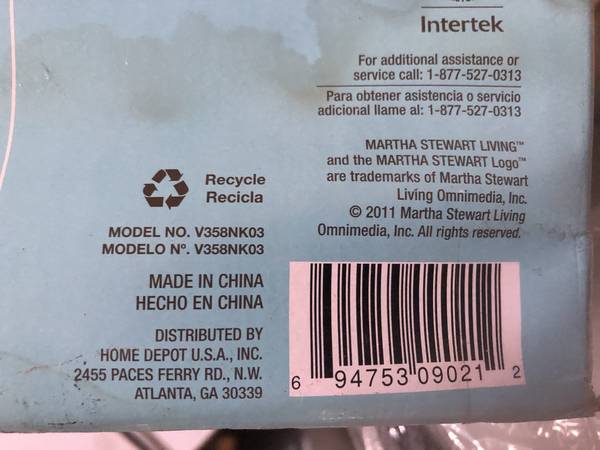 Intertek
For additional assistance or
service call: 1-877-527-0313
Para obtener asistencia o servicio
adicional llame al: 1-877-527-0313
MARTHA STEWART LIVING™
and the MARTHA STEWART Logo™
are trademarks of Martha Stewart
Living Omnimedia, Inc.
© 2011 Martha Stewart Living
Omnimedia, Inc. All rights reserved.
Recycle
Recicla
MODEL NO. V358NK03
MODELO Nº. V358NK03
MADE IN CHINA
HECHO EN CHINA
DISTRIBUTED BY
HOME DEPOT U.S.A., INC.
2455 PACES FERRY RD., N.W.
ATLANTA, GA 30339
6 94753 09021 2